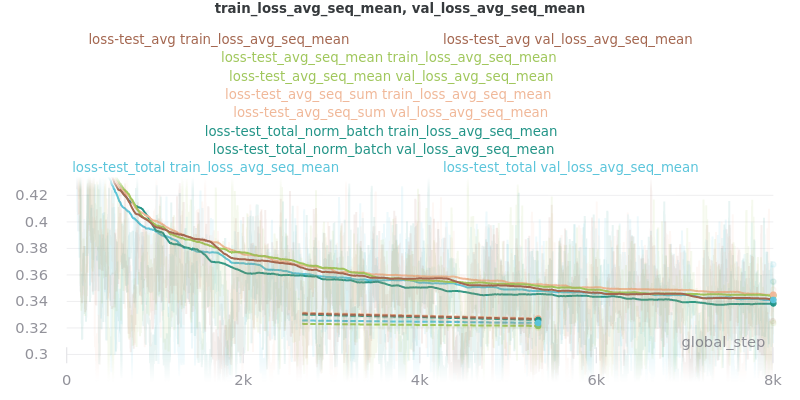 train_loss_avg_seq_mean, val_loss_avg_seq_mean
loss-test_avg train_loss_avg_seq_mean loss-test_avg val_loss_avg_seq_mean
loss-test_avg_seq_mean train_loss_avg_seq_mean
loss-test_avg_seq_mean val_loss_avg_seq_mean
loss-test_avg_seq_sum train_loss_avg_seq_mean
loss-test_avg_seq_sum val_loss_avg_seq_mean
loss-test_total_norm_batch train_loss_avg_seq_mean
loss-test_total_norm_batch val_loss_avg_seq_mean
loss-test_total train_loss_avg_seq_mean loss-test_total val_loss_avg_seq_mean
0.42
0.4
0.38
0.36
0.34
0.32
0.3
global_step
0 2k 4k 6k 8k